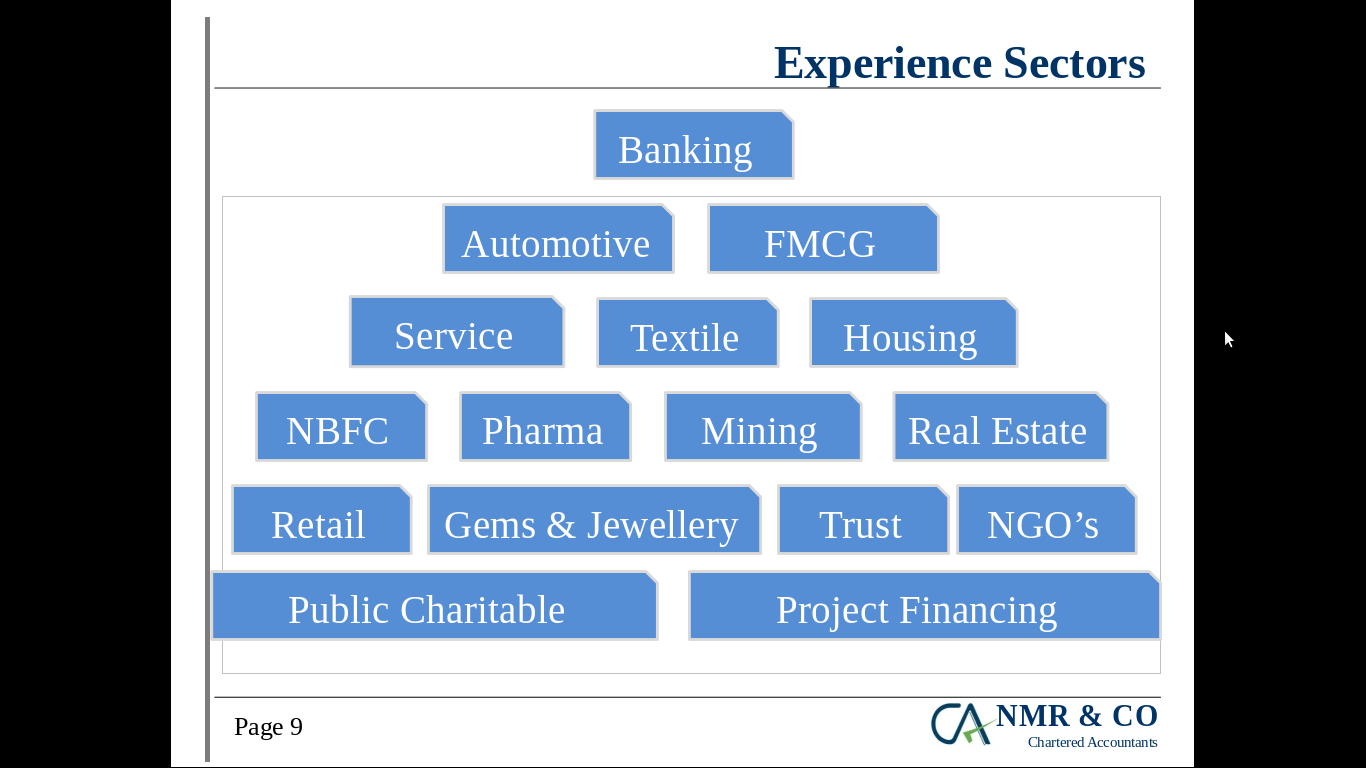 Experience Sectors
Banking
Automotive FMCG
Service Textile Housing
NBFC Pharma Mining Real Estate
Retail Gems & Jewellery Trust NGO’s
Public Charitable Project Financing
Page 9
CA NMR & CO
Chartered Accountants